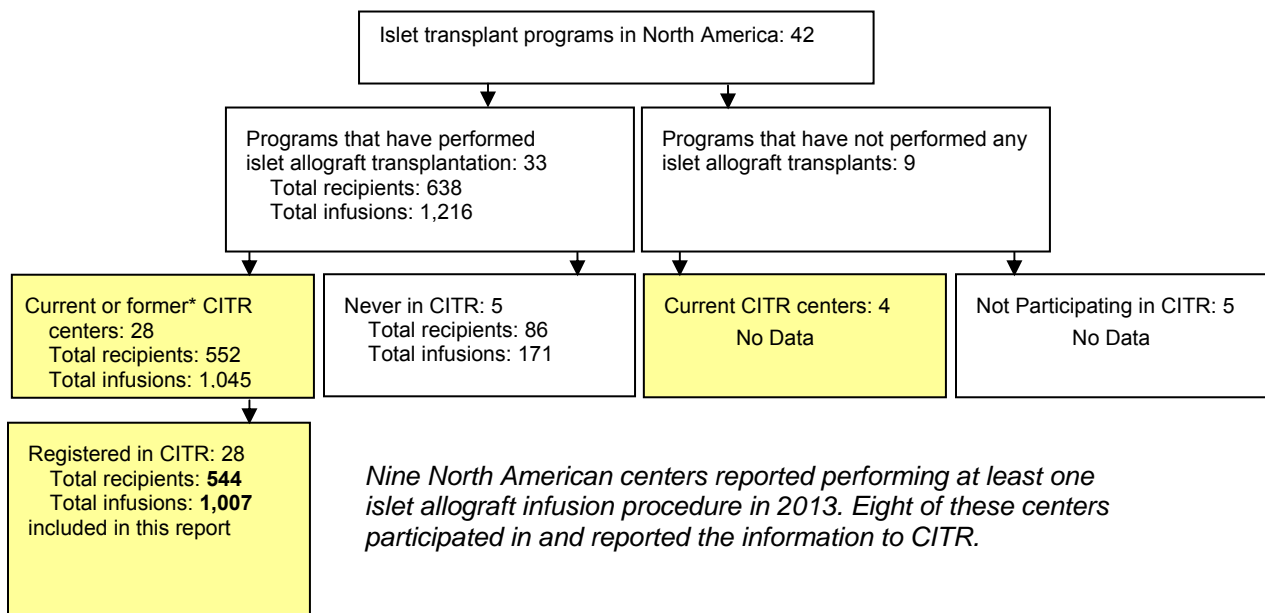 Islet transplant programs in North America: 42
Programs that have performed
islet allograft transplantation: 33
Total recipients: 638
Total infusions: 1,216
Programs that have not performed any
islet allograft transplants: 9
Current or former* CITR
centers: 28
Total recipients: 552
Total infusions: 1,045
Never in CITR: 5
Total recipients: 86
Total infusions: 171
Current CITR centers: 4
No Data
Not Participating in CITR: 5
No Data
Registered in CITR: 28
Total recipients: 544
Total infusions: 1,007
included in this report
Nine North American centers reported performing at least one
islet allograft infusion procedure in 2013. Eight of these centers
participated in and reported the information to CITR.